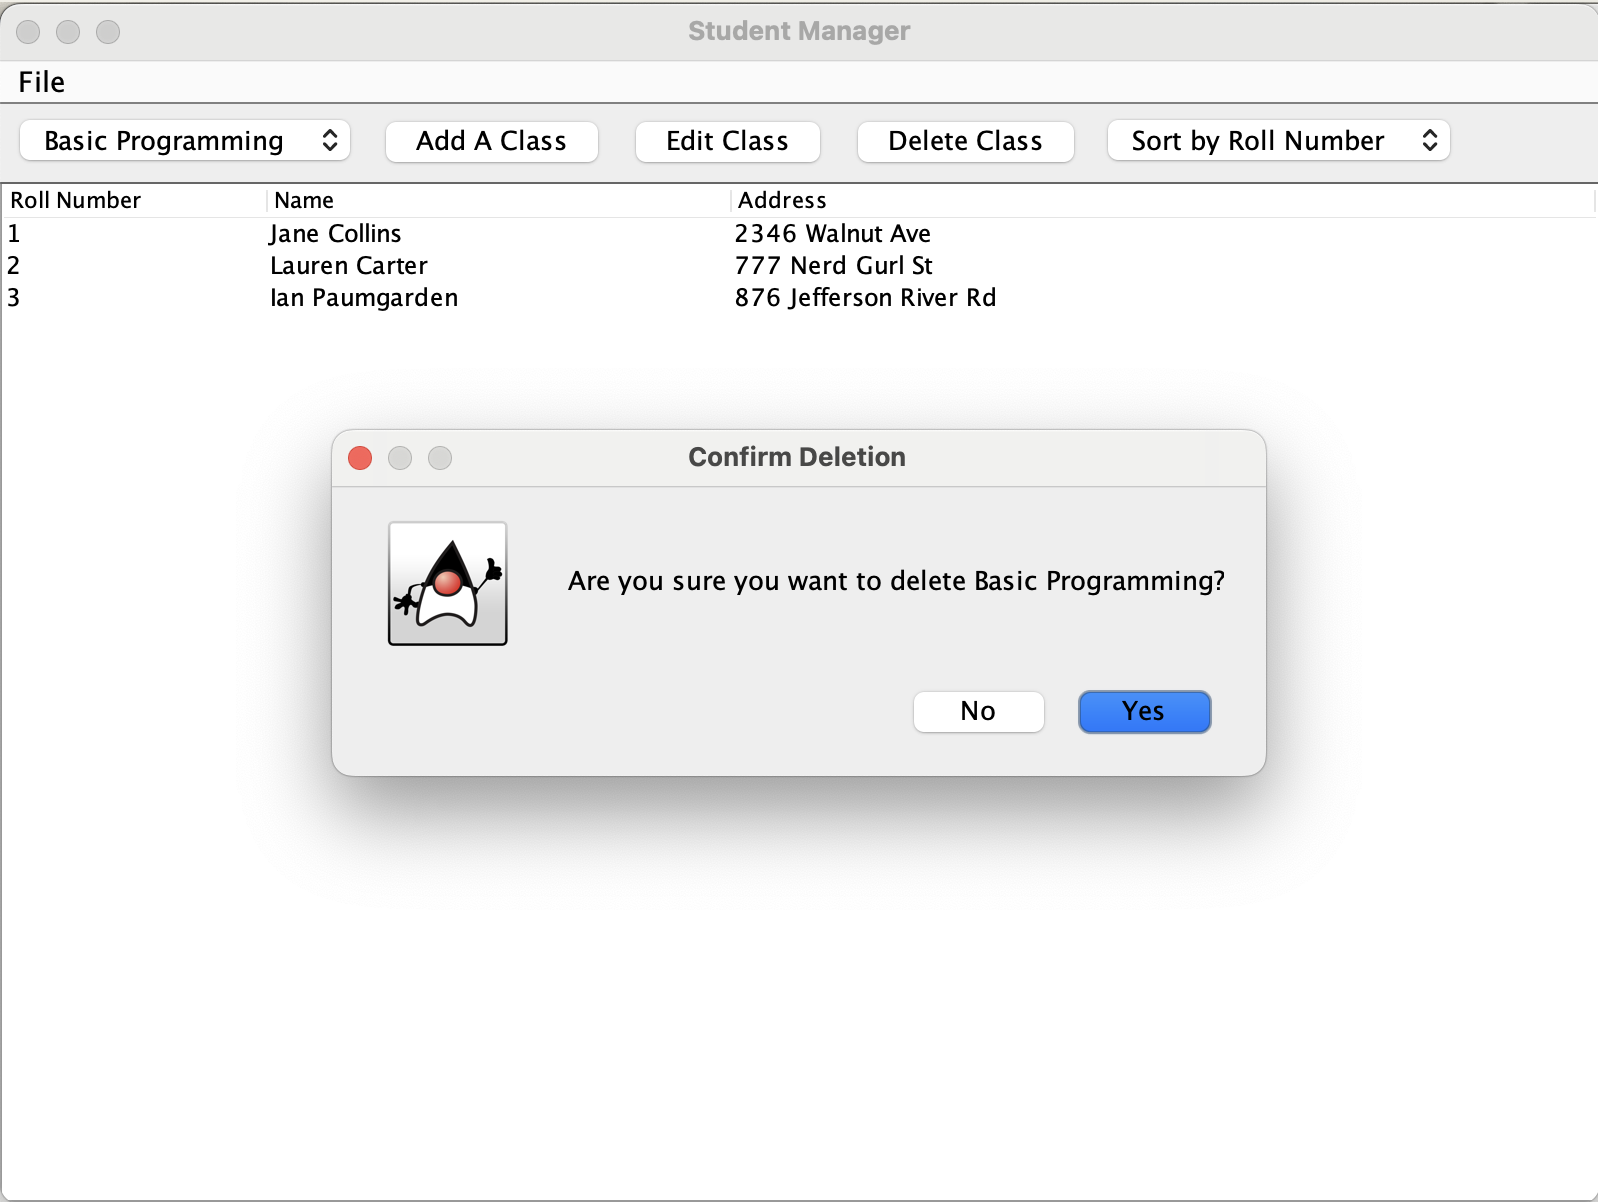 Student Manager
File
Basic Programming Add A Class Edit Class Delete Class Sort by Roll Number
Roll Number Name Address
1 Jane Collins 2346 Walnut Ave
2 Lauren Carter 777 Nerd Gurl St
3 Ian Paumgarden 876 Jefferson River Rd
Confirm Deletion
Are you sure you want to delete Basic Programming?
No Yes